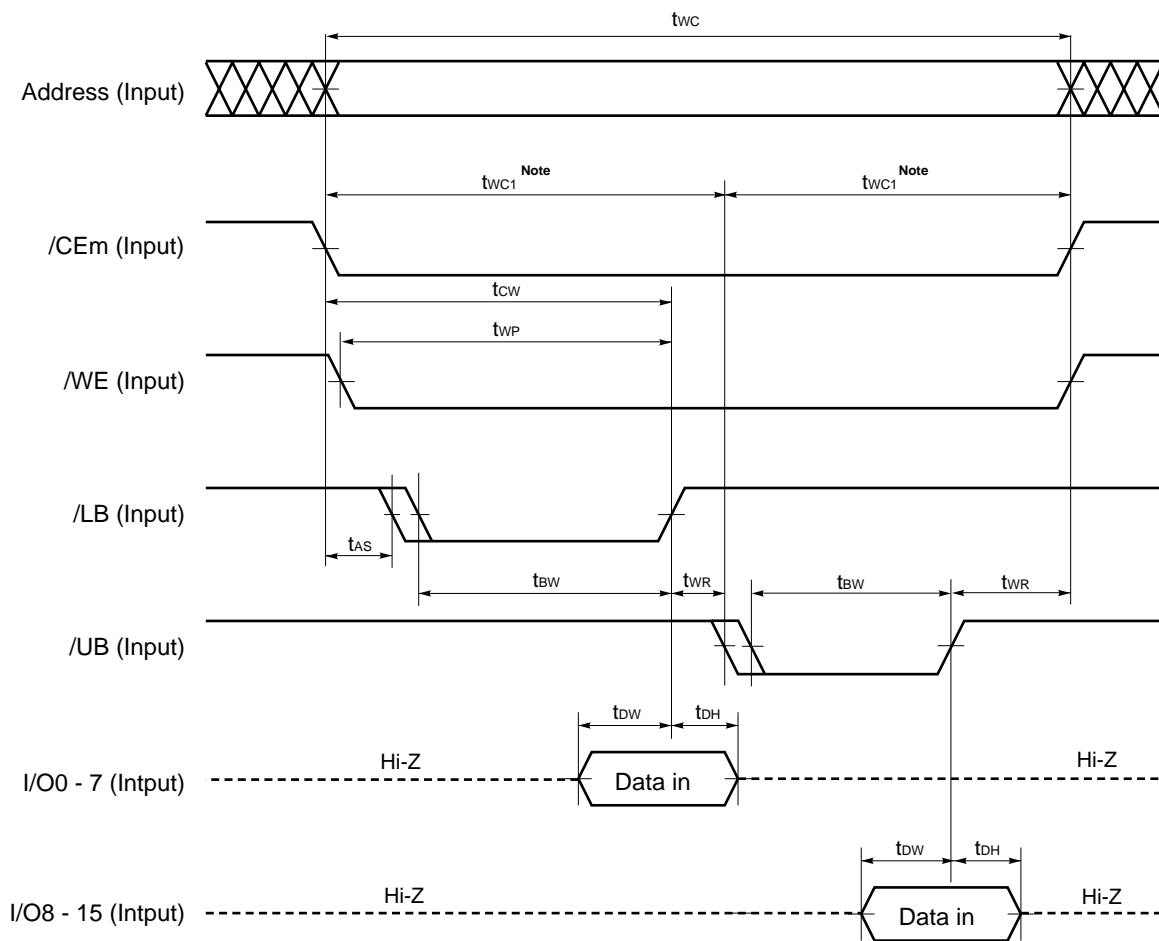 tWC
Address (Input)
tWC1 Note
tWC1 Note
/CEm (Input)
tCW
tWP
/WE (Input)
/LB (Input)
tAS
tBW
tWR
tBW
tWR
/UB (Input)
tDW
tDH
Hi-Z
Hi-Z
I/O0 - 7 (Intput)
Data in
tDW
tDH
Hi-Z
Hi-Z
I/O8 - 15 (Intput)
Data in